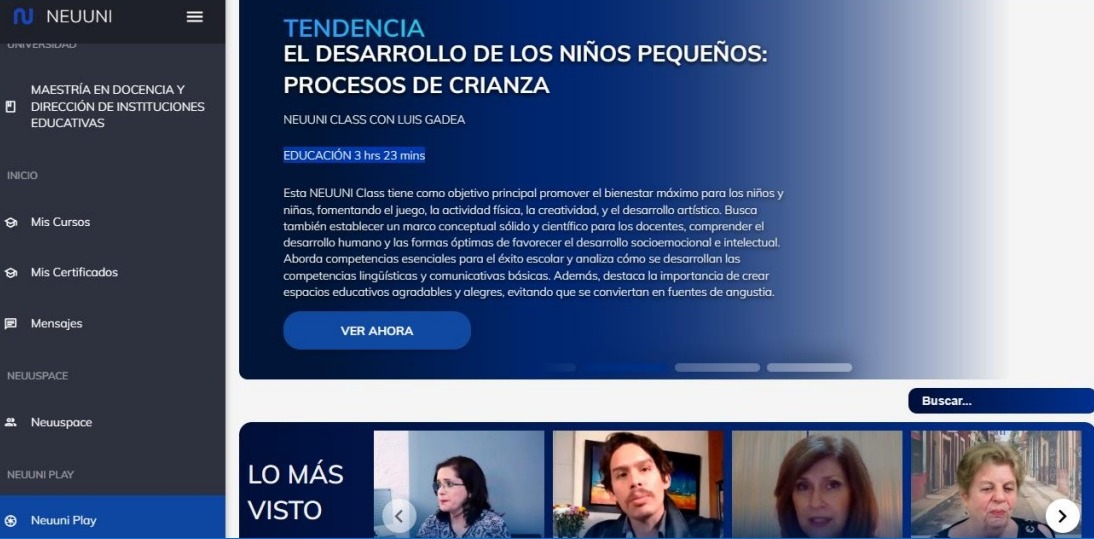 NEUUNI
UNIVERSIDAD
MAESTRÍA EN DOCENCIA Y
DIRECCIÓN DE INSTITUCIONES
EDUCATIVAS
INICIO
Mis Cursos
Mis Certificados
Mensajes
NEUUSPACE
Neuuspace
NEUUNI PLAY
Neuuni Play
TENDENCIA
EL DESARROLLO DE LOS NIÑOS PEQUEÑOS:
PROCESOS DE CRIANZA
NEUUNI CLASS CON LUIS GADEA
EDUCACIÓN 3 hrs 23 mins
Esta NEUUNI Class tiene como objetivo principal promover el bienestar máximo para los niños y
niñas, fomentando el juego, la actividad física, la creatividad, y el desarrollo artístico. Busca
también establecer un marco conceptual sólido y científico para los docentes, comprender el
desarrollo humano y las formas óptimas de favorecer el desarrollo socioemocional e intelectual.
Aborda competencias esenciales para el éxito escolar y analiza cómo se desarrollan las
competencias lingüísticas y comunicativas básicas. Además, destaca la importancia de crear
espacios educativos agradables y alegres, evitando que se conviertan en fuentes de angustia.
VER AHORA
Buscar...
LO MÁS
VISTO